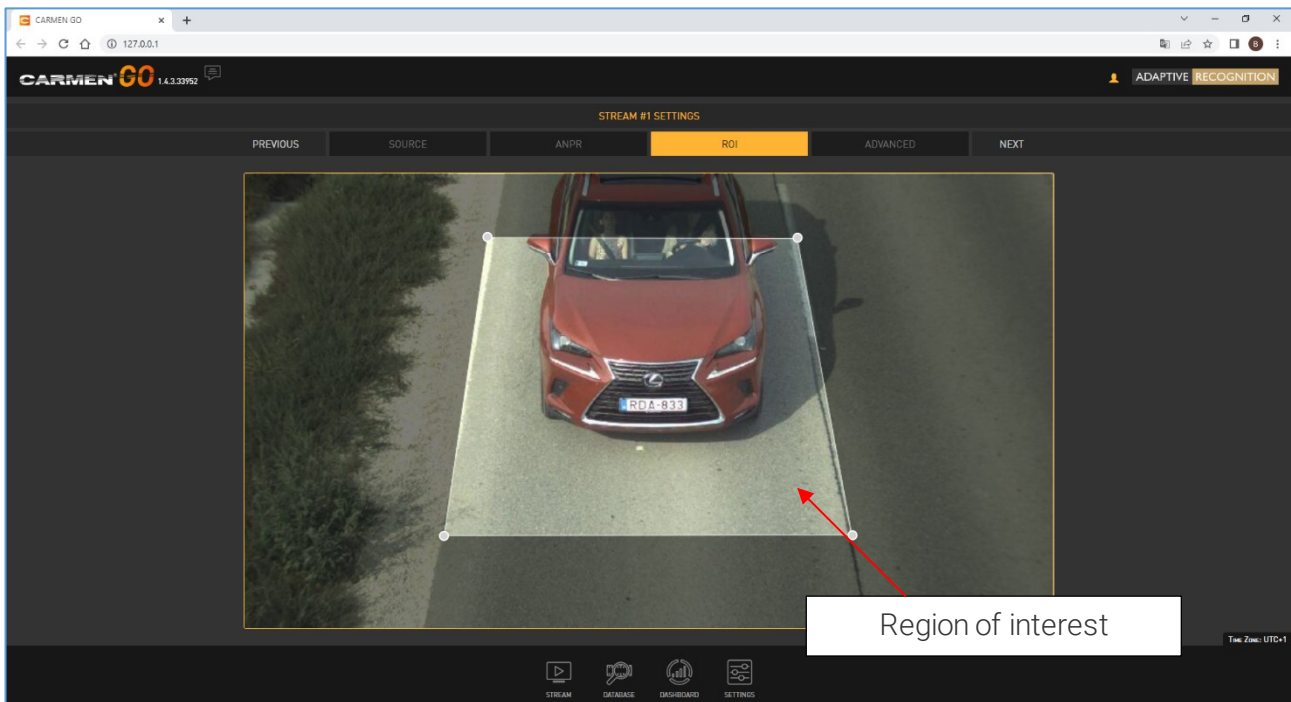 CARMEN GO
127.0.0.1
B
CARMEN GO 1.4.3.33952
ADAPTIVE RECOGNITION
STREAM #1 SETTINGS
PREVIOUS SOURCE ANPR ROI ADVANCED NEXT
RDA-833
Region of interest
TIME ZONE: UTC+1
STREAM DATABASE DASHBOARD SETTINGS